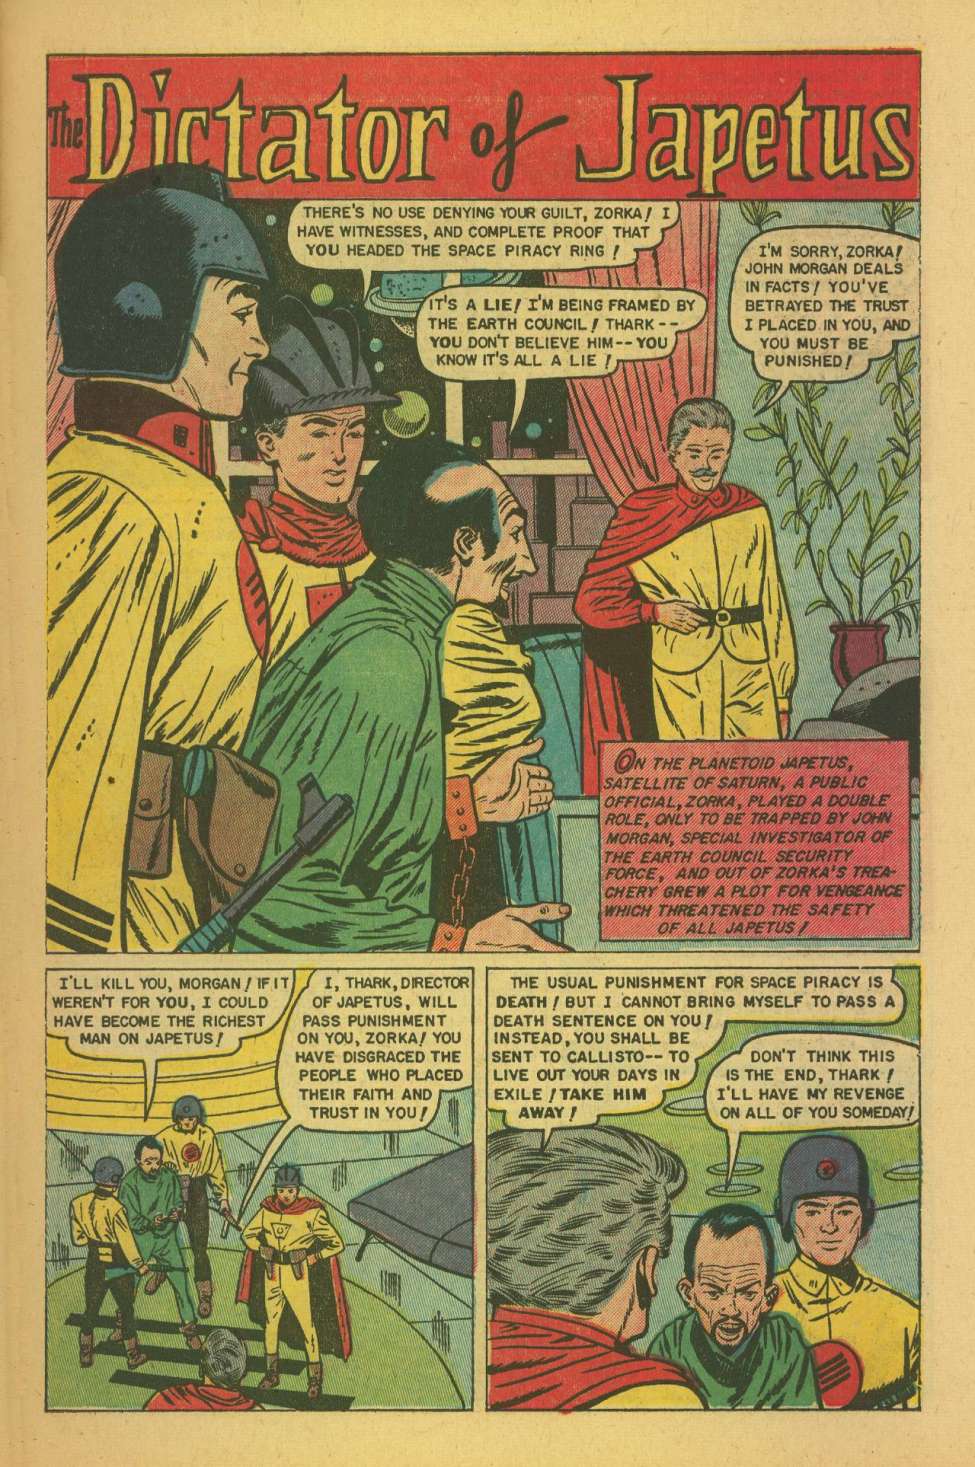 The Dictator of Japetus
THERE'S NO USE DENYING YOUR GUILT, ZORKA! I
HAVE WITNESSES, AND COMPLETE PROOF THAT
YOU HEADED THE SPACE PIRACY RING!
IT'S A LIE! I'M BEING FRAMED BY
THE EARTH COUNCIL! THARK--
YOU DON'T BELIEVE HIM--YOU
KNOW IT'S ALL A LIE!
I'M SORRY, ZORKA!
JOHN MORGAN DEALS
IN FACTS! YOU'VE
BETRAYED THE TRUST
I PLACED IN YOU, AND
YOU MUST BE
PUNISHED!
ON THE PLANETOID JAPETUS,
SATELLITE OF SATURN, A PUBLIC
OFFICIAL, ZORKA, PLAYED A DOUBLE
ROLE, ONLY TO BE TRAPPED BY JOHN
MORGAN, SPECIAL INVESTIGATOR OF
THE EARTH COUNCIL SECURITY
FORCE, AND OUT OF ZORKA'S TREA-
CHERY GREW A PLOT FOR VENGEANCE
WHICH THREATENED THE SAFETY
OF ALL JAPETUS!
I'LL KILL YOU, MORGAN! IF IT
WEREN'T FOR YOU, I COULD
HAVE BECOME THE RICHEST
MAN ON JAPETUS!
I, THARK, DIRECTOR
OF JAPETUS, WILL
PASS PUNISHMENT
ON YOU, ZORKA! YOU
HAVE DISGRACED THE
PEOPLE WHO PLACED
THEIR FAITH AND
TRUST IN YOU!
THE USUAL PUNISHMENT FOR SPACE PIRACY IS
DEATH! BUT I CANNOT BRING MYSELF TO PASS A
DEATH SENTENCE ON YOU!
INSTEAD, YOU SHALL BE
SENT TO CALLISTO--TO
LIVE OUT YOUR DAYS IN
EXILE! TAKE HIM
AWAY!
DON'T THINK THIS
IS THE END, THARK!
I'LL HAVE MY REVENGE
ON ALL OF YOU SOMEDAY!